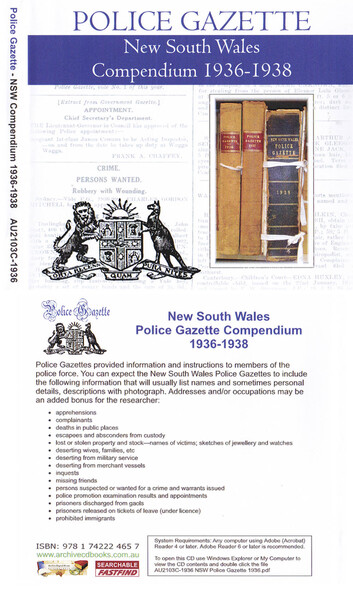 POLICE GAZETTE
New South Wales
Compendium 1936-1938
Police Gazette - NSW Compendium 1936-1938 AU2103C-1936
[Extract from Government Gazette.]
APPOINTMENT.
Chief Secretary's Department.
CRIME.
PERSONS WANTED.
Robbery with Wounding.
NEW SOUTH WALES
POLICE
GAZETTE
Police Gazette
New South Wales
Police Gazette Compendium
1936-1938
Police Gazettes provided information and instructions to members of the
police force. You can expect the New South Wales Police Gazettes to include
the following information that will usually list names and sometimes personal
details, descriptions with photograph. Addresses and/or occupations may be
an added bonus for the researcher:
• apprehensions
• complainants
• deaths in public places
• escapees and absconders from custody
• lost or stolen property and stock—names of victims; sketches of jewellery and watches
• deserting wives, families, etc
• deserting from military service
• deserting from merchant vessels
• inquests
• missing friends
• persons suspected or wanted for a crime and warrants issued
• police promotion examination results and appointments
• prisoners discharged from gaols
• prisoners released on tickets of leave (under licence)
• prohibited immigrants
ISBN: 978 1 74222 465 7
www.archivecdbooks.com.au
SEARCHABLE
FASTFIND
System Requirements: Any computer using Adobe (Acrobat)
Reader 4 or later, Adobe Reader 6 or later is recommended.
To open this CD use Windows Explorer or My Computer to
view the CD contents and double click the file
AU2103C-1936 NSW Police Gazette 1936.pdf